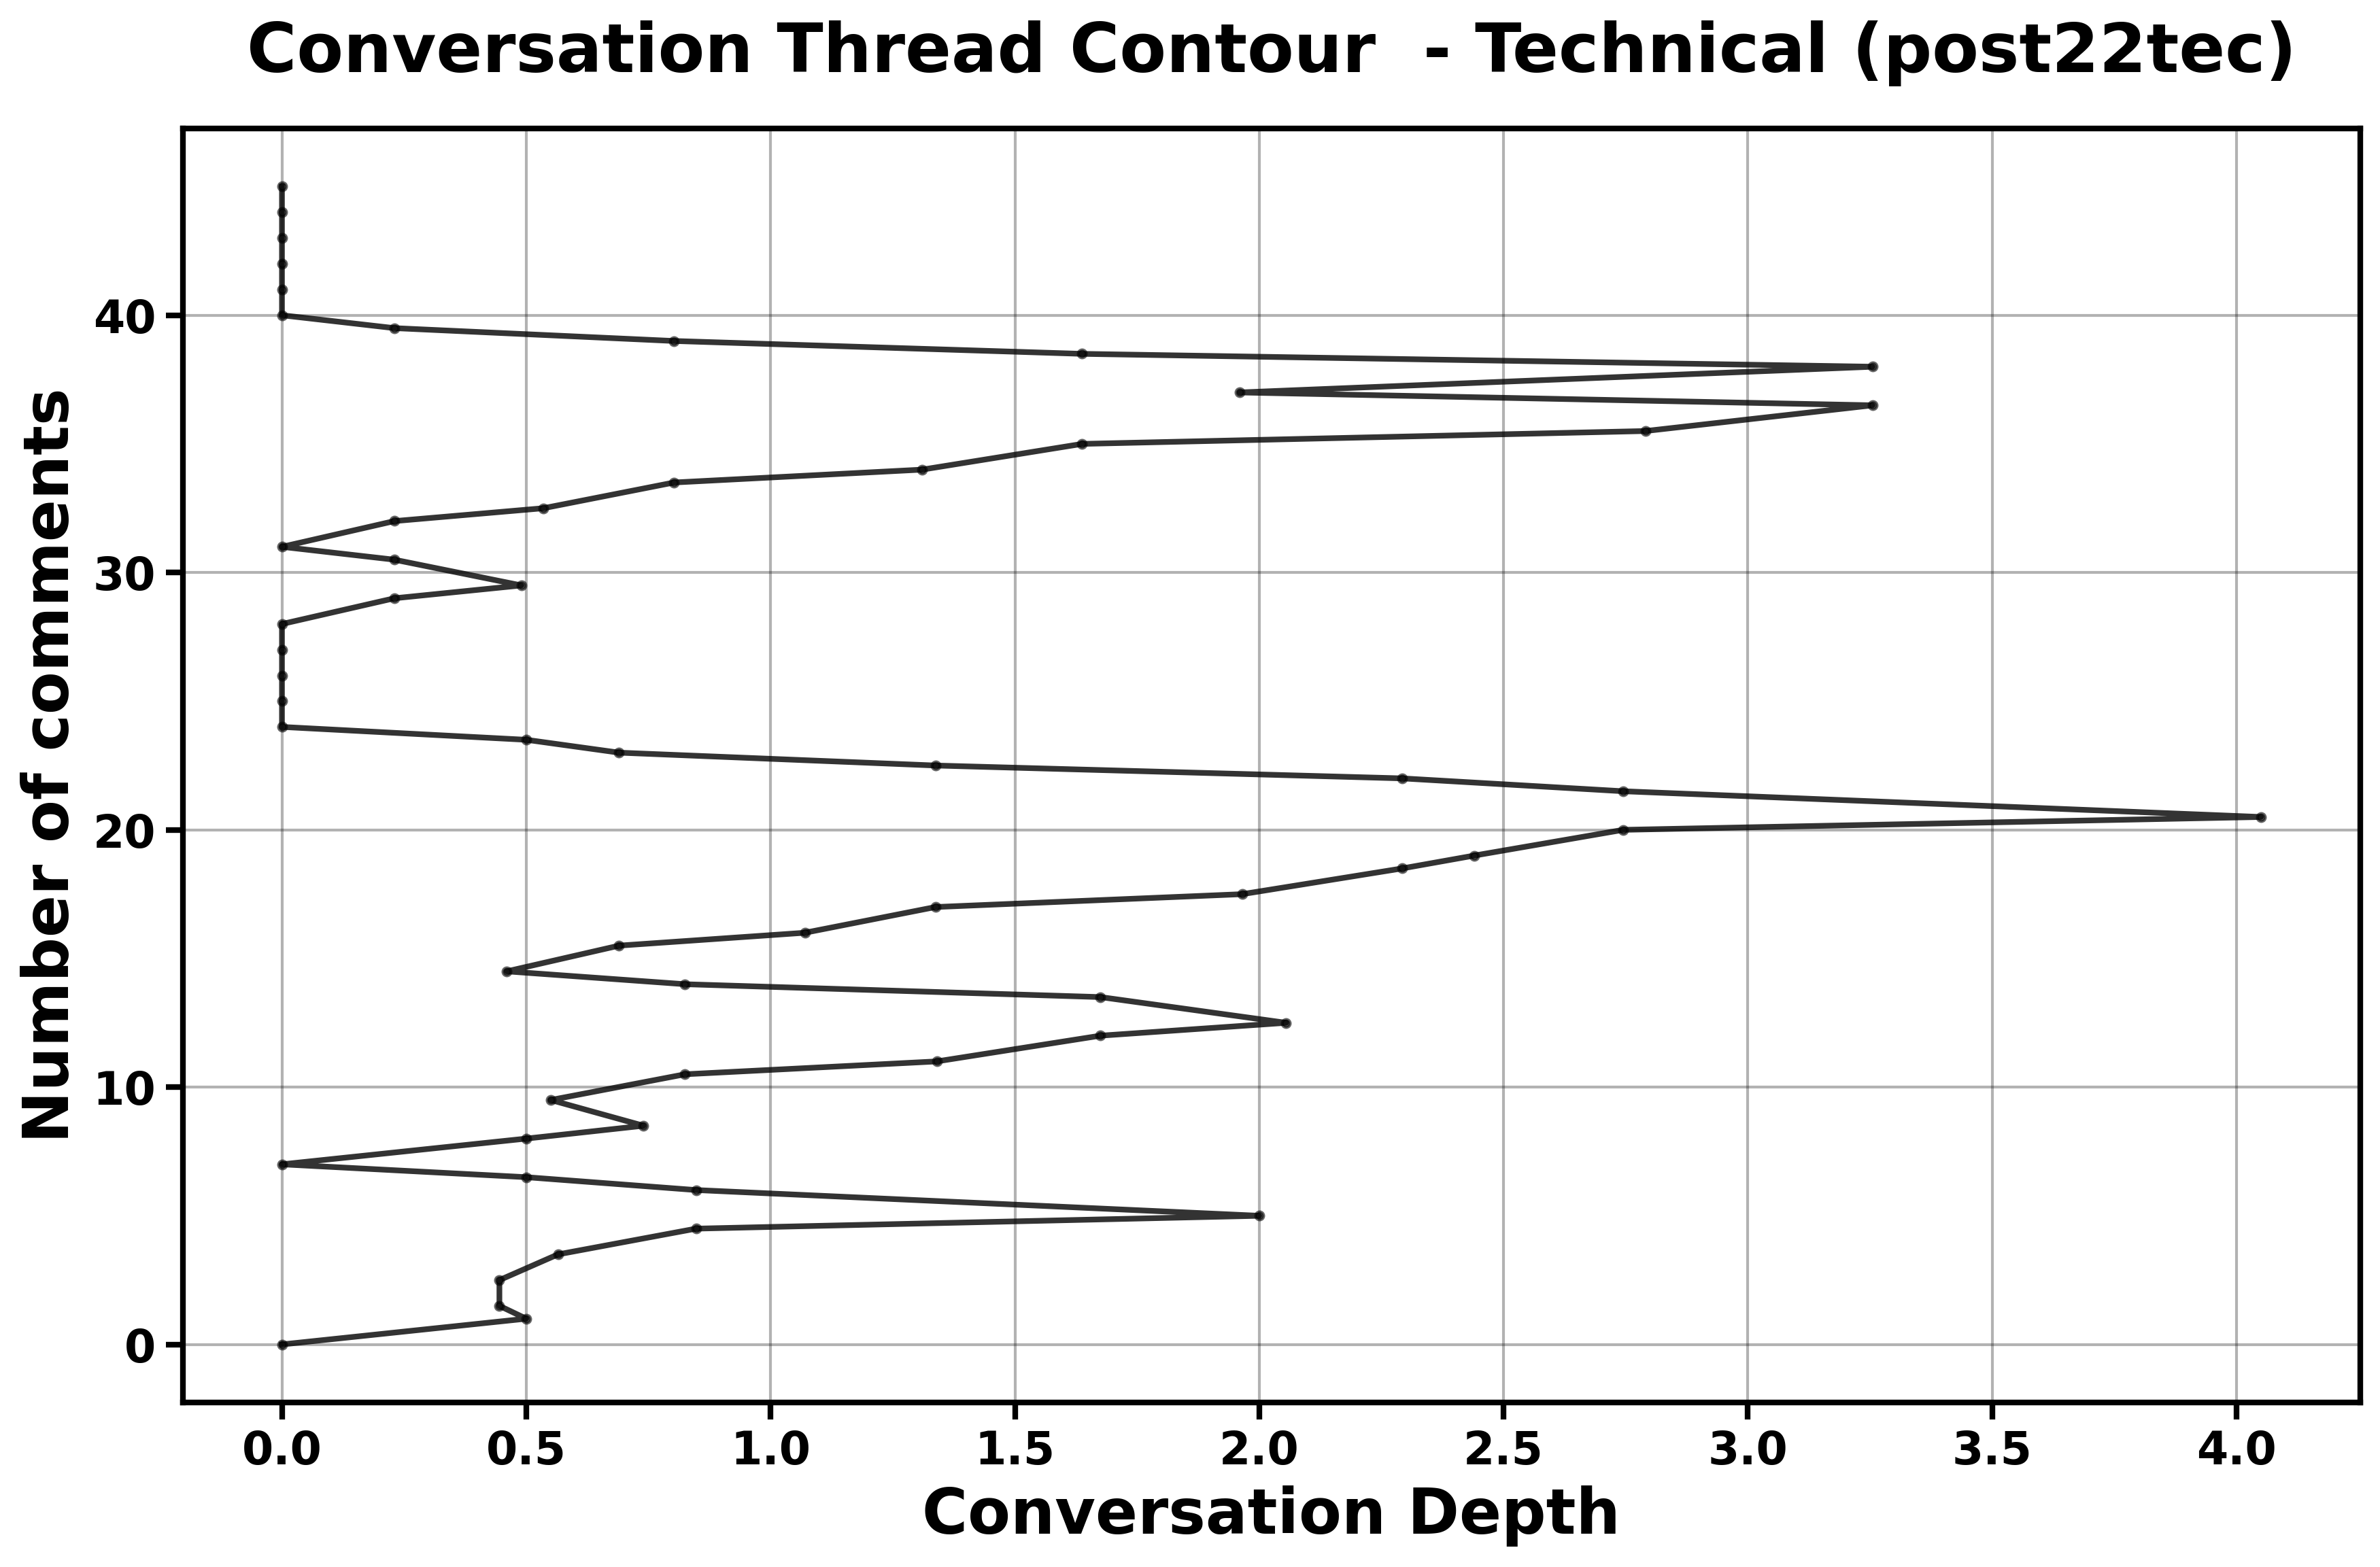 Conversation Thread Contour  - Technical (post22tec)
Number of comments
40
30
20
10
0
0.0 0.5 1.0 1.5 2.0 2.5 3.0 3.5 4.0
Conversation Depth